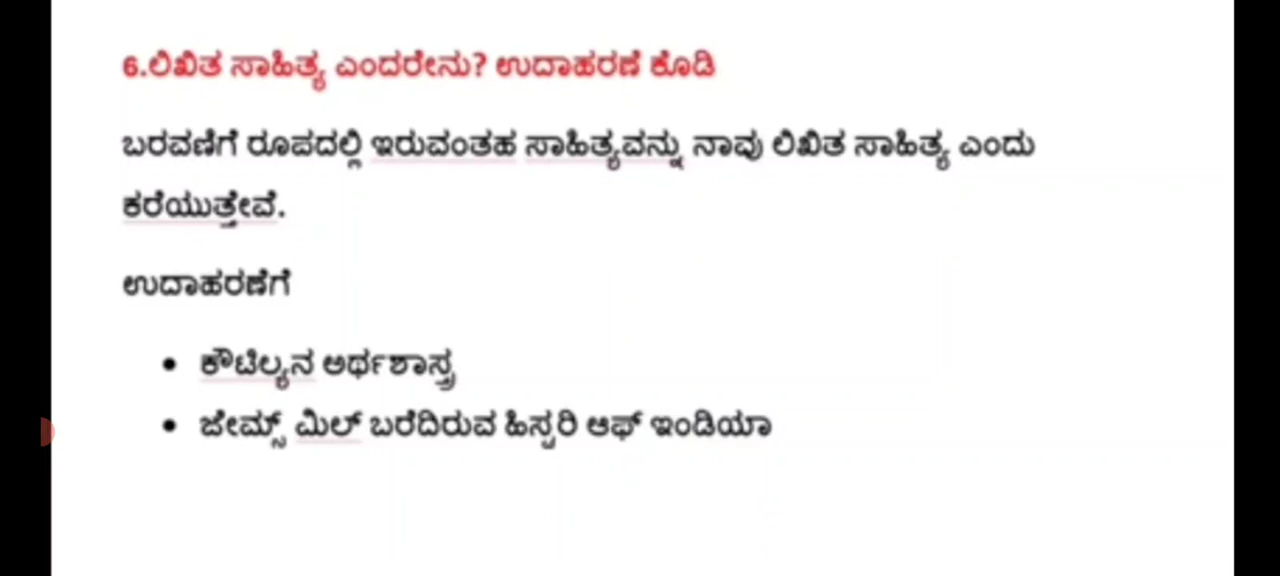 6.ಲಿಖಿತ ಸಾಹಿತ್ಯ ಎಂದರೇನು? ಉದಾಹರಣೆ ಕೊಡಿ
ಬರವಣಿಗೆ ರೂಪದಲ್ಲಿ ಇರುವಂತಹ ಸಾಹಿತ್ಯವನ್ನು ನಾವು ಲಿಖಿತ ಸಾಹಿತ್ಯ ಎಂದು
ಕರೆಯುತ್ತೇವೆ.
ಉದಾಹರಣೆಗೆ
• ಕೌಟಿಲ್ಯನ ಅರ್ಥಶಾಸ್ತ್ರ
• ಜೇಮ್ಸ್ ಮಿಲ್ ಬರೆದಿರುವ ಹಿಸ್ಟರಿ ಆಫ್ ಇಂಡಿಯಾ